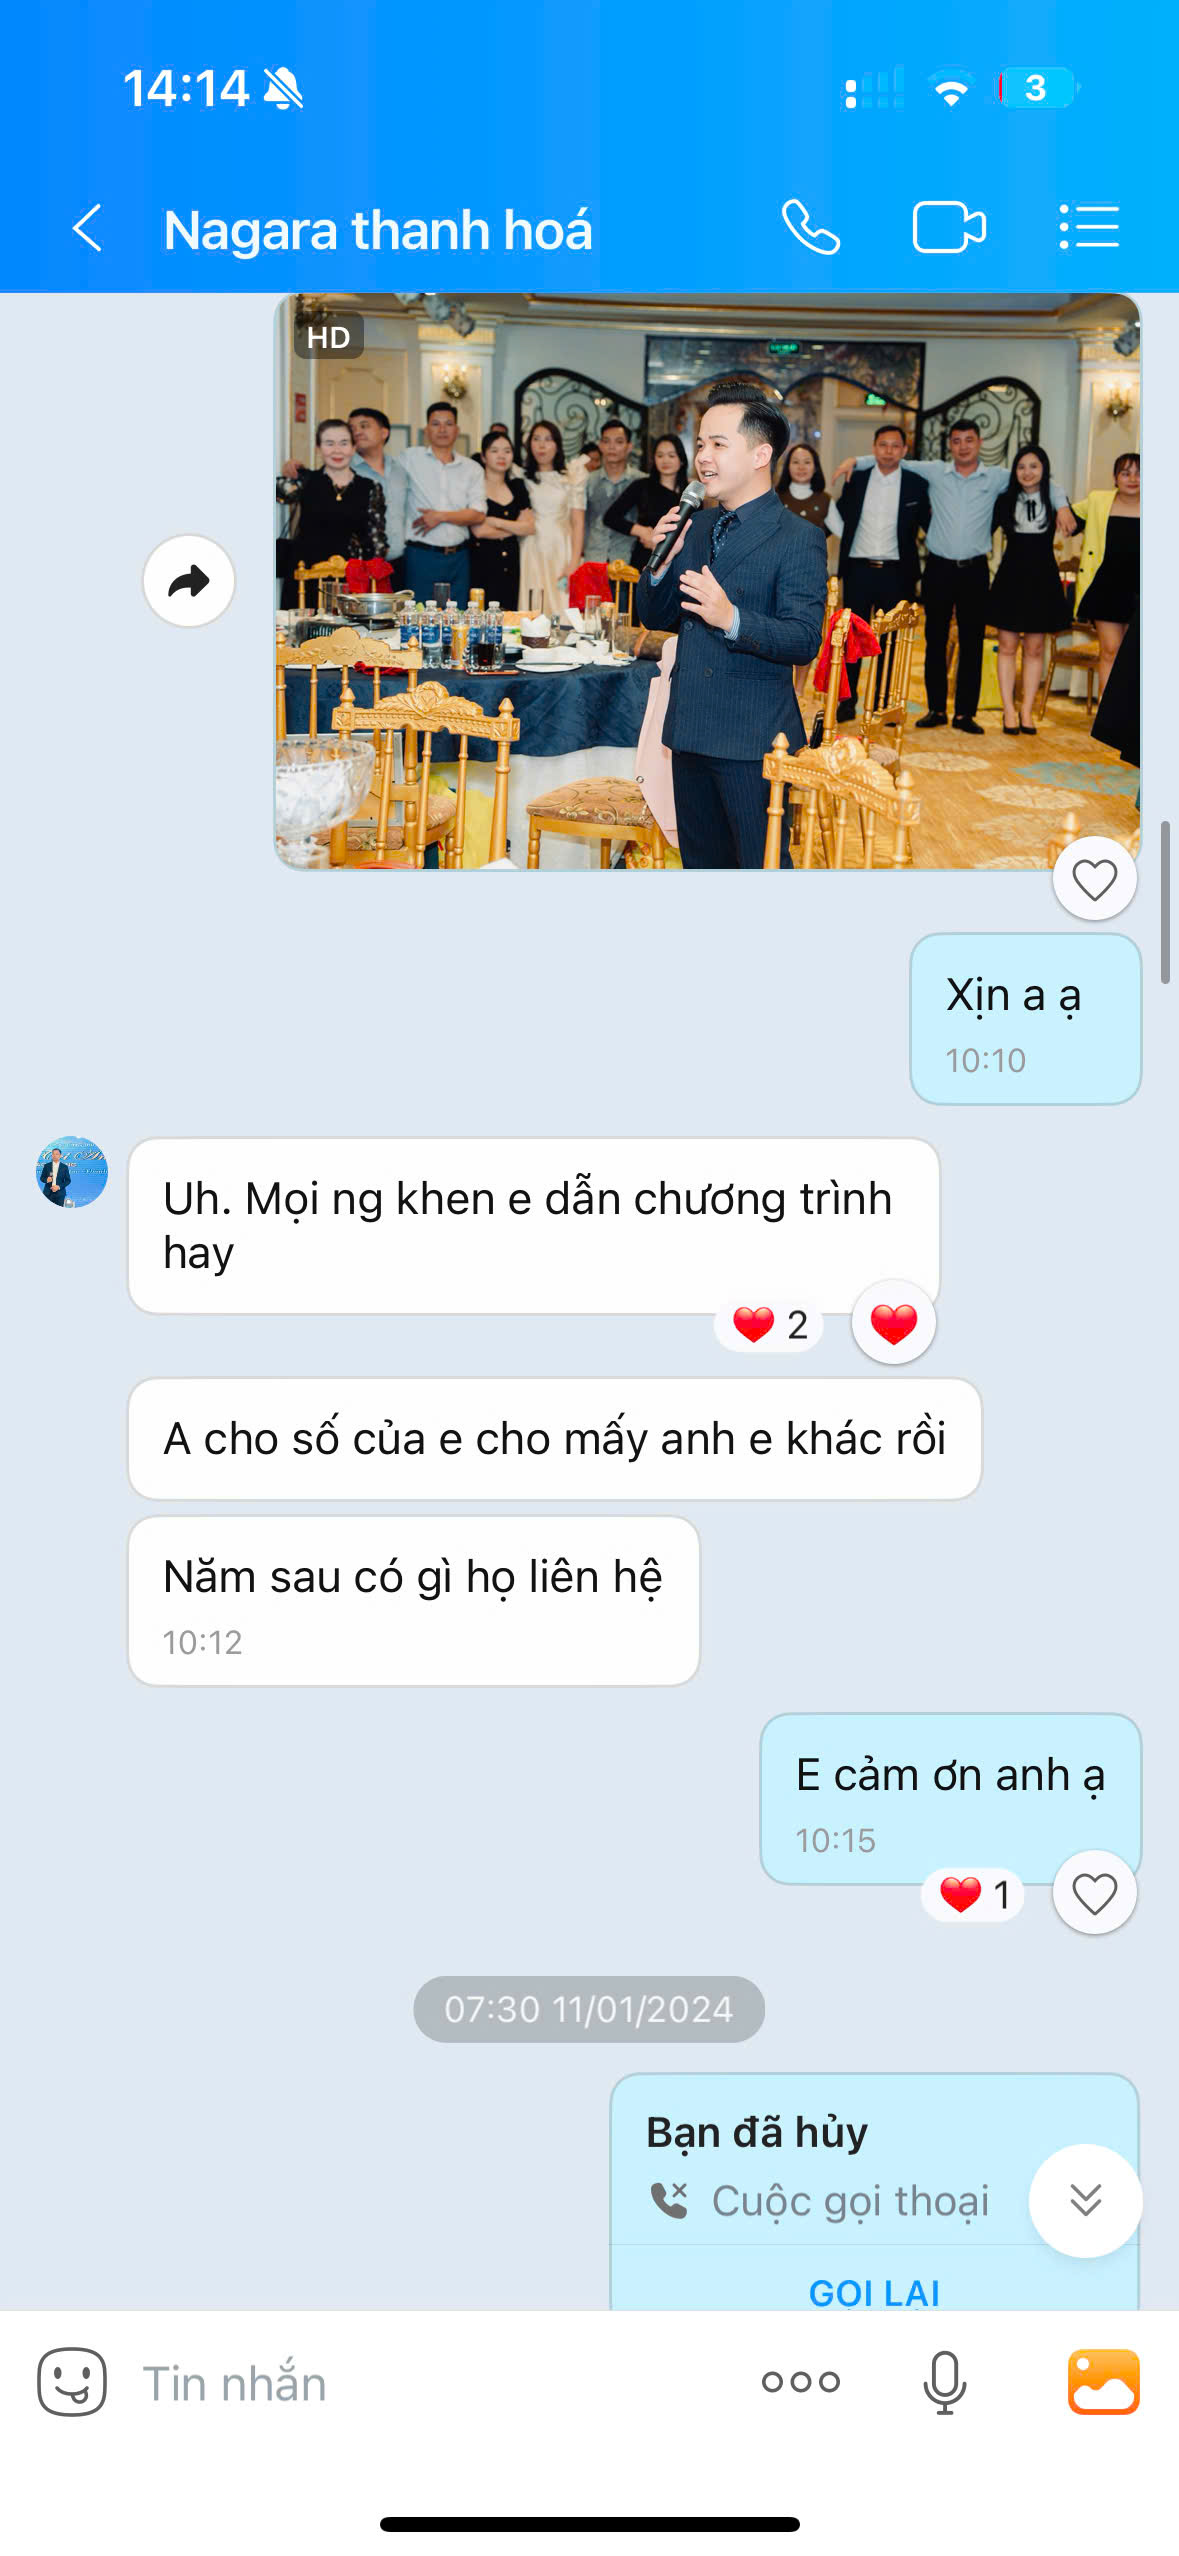 14:14
3
Nagara thanh hoá
HD
Xịn a ạ
10:10
Uh. Mọi ng khen e dẫn chương trình
hay
2
A cho số của e cho mấy anh e khác rồi
Năm sau có gì họ liên hệ
10:12
E cảm ơn anh ạ
10:15
1
07:30 11/01/2024
Bạn đã hủy
Cuộc gọi thoại
GỌI LẠI
Tin nhắn